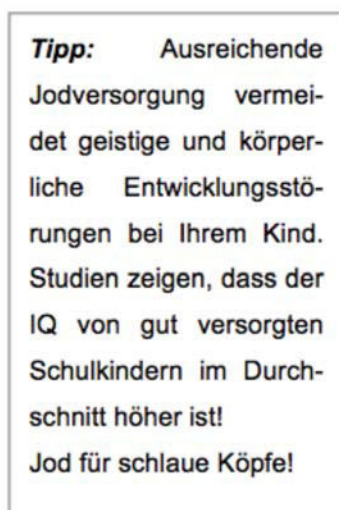 Tipp: Ausreichende
Jodversorgung vermei-
det geistige und körper-
liche Entwicklungsstö-
rungen bei Ihrem Kind.
Studien zeigen, dass der
IQ von gut versorgten
Schulkindern im Durch-
schnitt höher ist!
Jod für schlaue Köpfe!